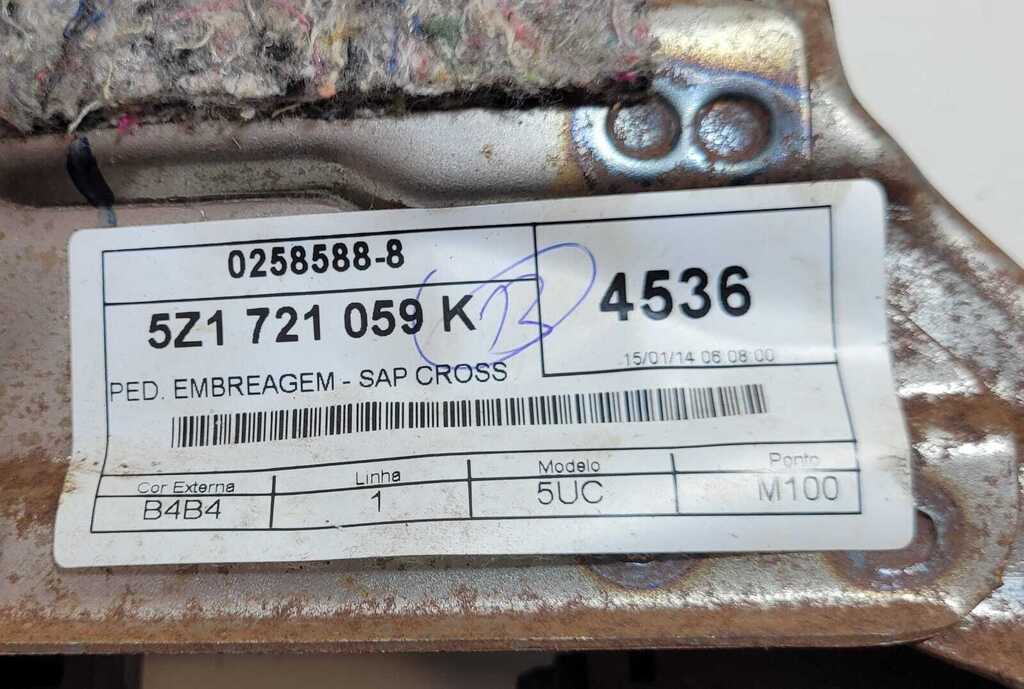 0258588-8
5Z1 721 059 K
4536
15/01/14 06:08:00
PED. EMBREAGEM - SAP CROSS
Cor Externa Linha Modelo Ponto
B4B4 1 5UC M100